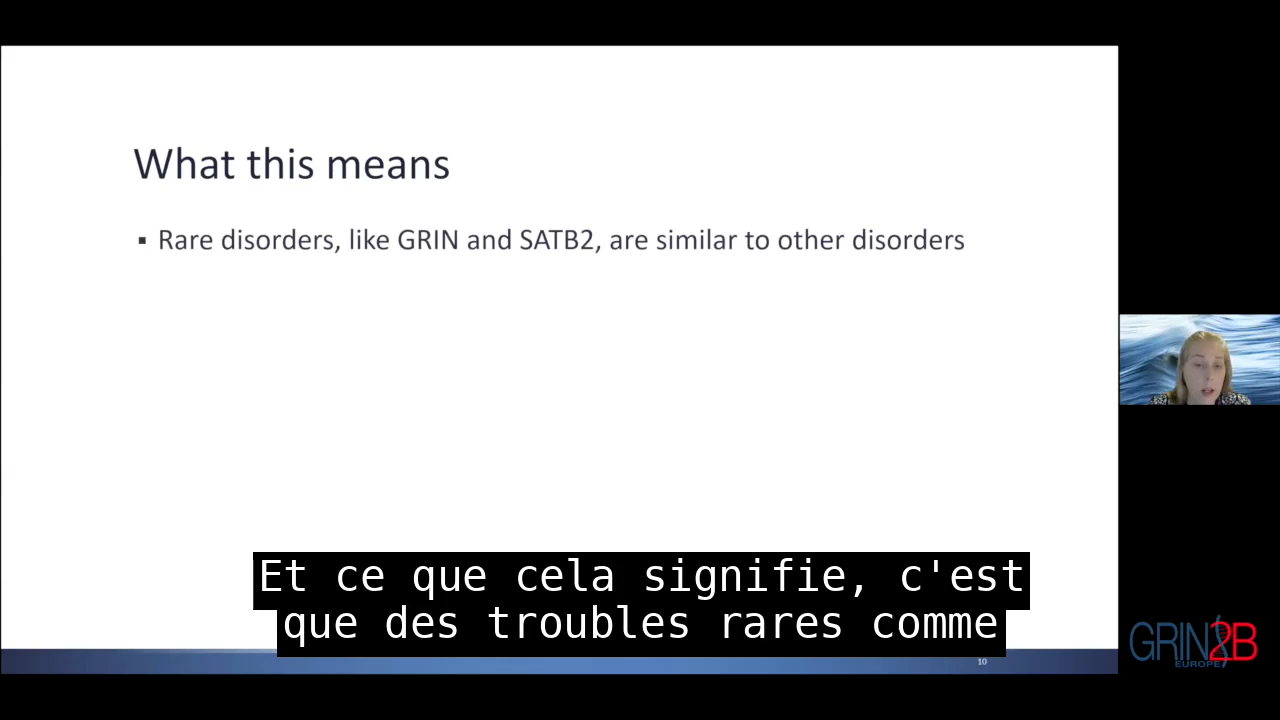 What this means
▪ Rare disorders, like GRIN and SATB2, are similar to other disorders
Et ce que cela signifie, c'est
que des troubles rares comme
10
GRIN2B
EUROPE